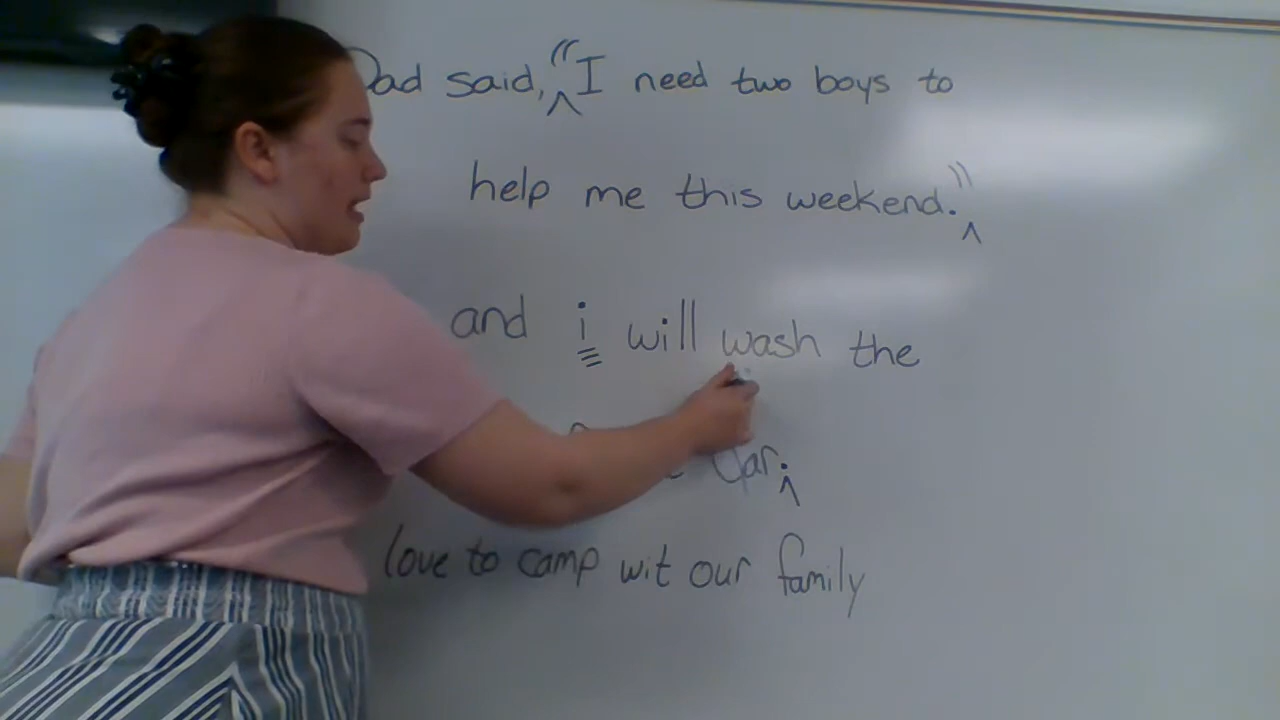 Dad said, "I need two boys to
help me this weekend."
and i will wash the
car.
love to camp wit our family